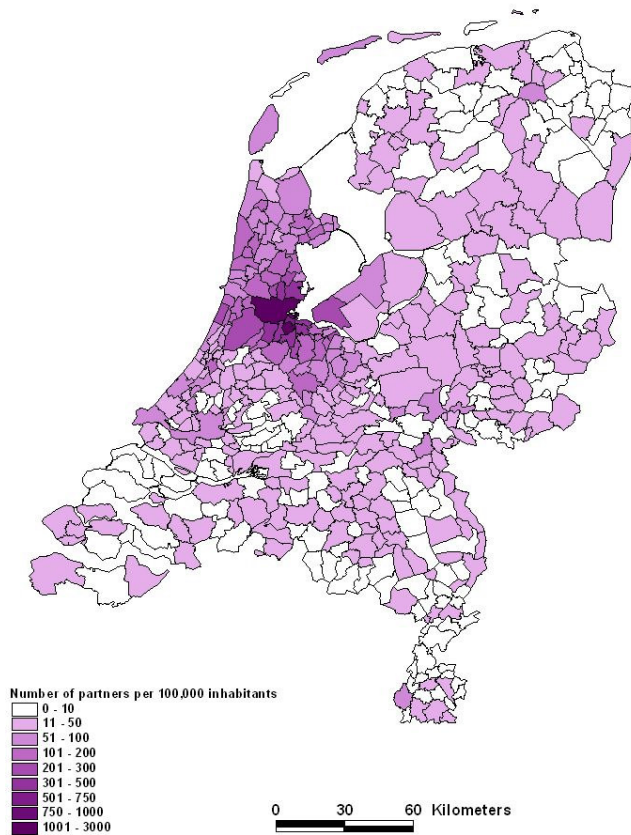 Number of partners per 100,000 inhabitants
0 - 10
11 - 50
51 - 100
101 - 200
201 - 300
301 - 500
501 - 750
750 - 1000
1001 - 3000
0 30 60 Kilometers